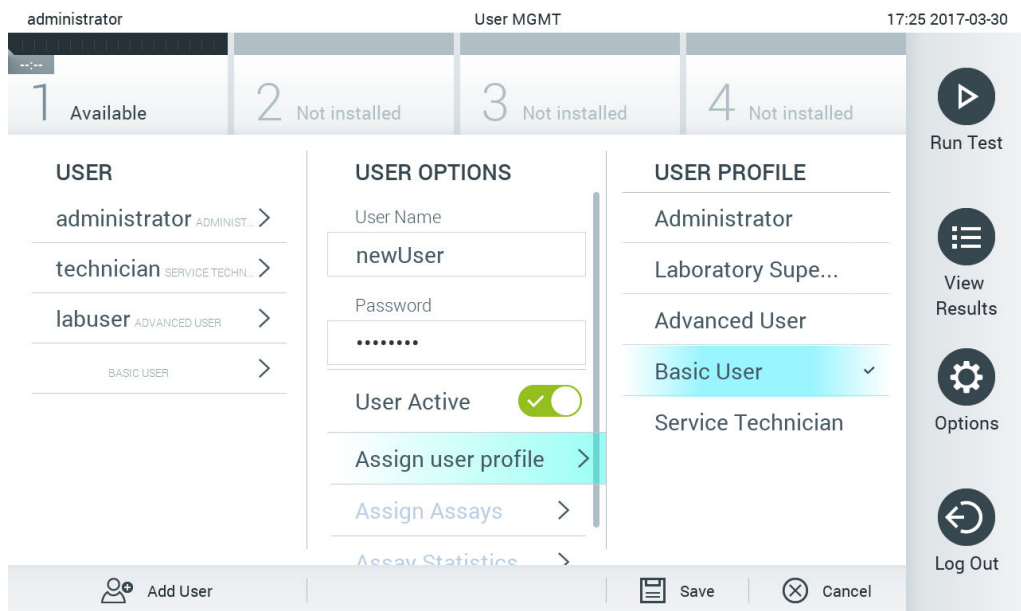 administrator
User MGMT
17:25 2017-03-30
--:--
1 Available
2 Not installed
3 Not installed
4 Not installed
USER
administrator ADMINIST...
technician SERVICE TECHN...
labuser ADVANCED USER
BASIC USER
USER OPTIONS
User Name
newUser
Password
••••••••
User Active
Assign user profile
Assign Assays
Assay Statistics
USER PROFILE
Administrator
Laboratory Supe...
Advanced User
Basic User
Service Technician
Run Test
View
Results
Options
Log Out
Add User
Save
Cancel